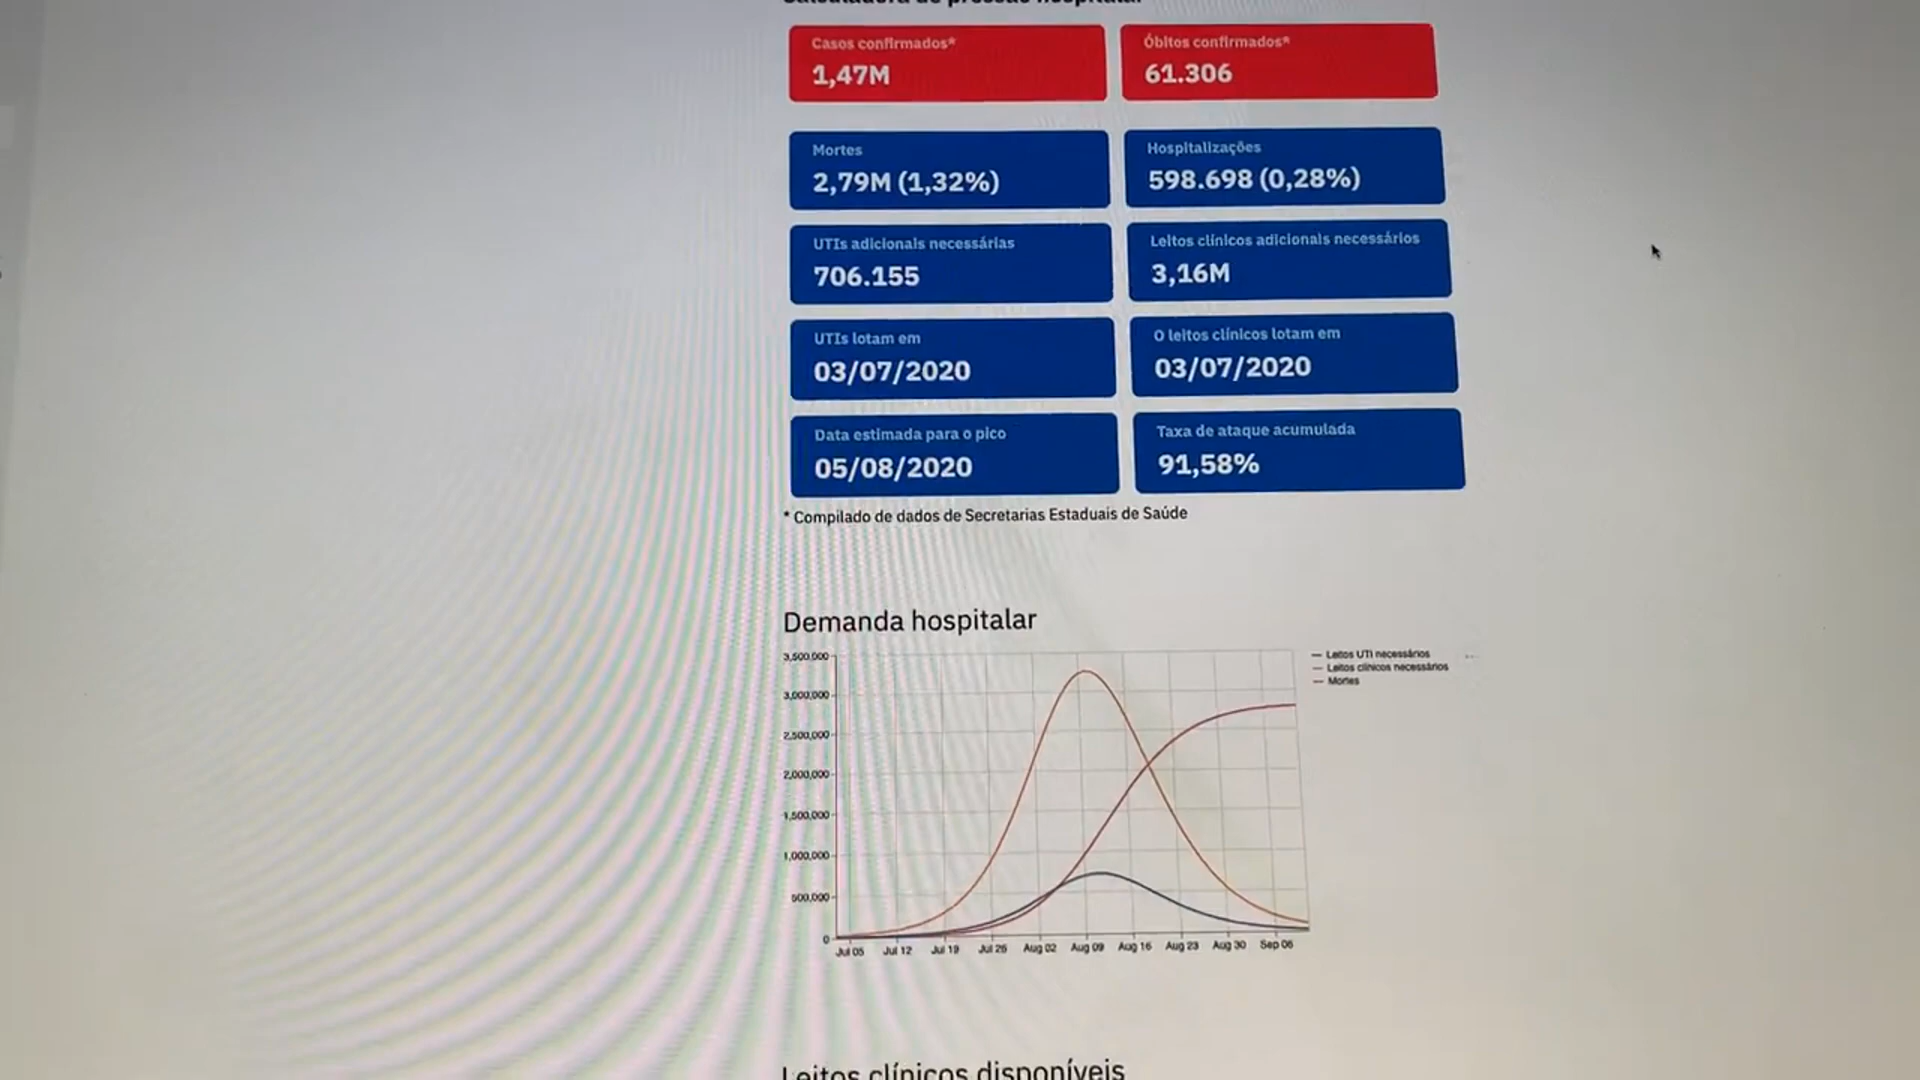 Calculadora de pressão hospitalar
Casos confirmados*
1,47M
Óbitos confirmados*
61.306
Mortes
2,79M (1,32%)
Hospitalizações
598.698 (0,28%)
UTIs adicionais necessárias
706.155
Leitos clínicos adicionais necessários
3,16M
UTIs lotam em
03/07/2020
O leitos clínicos lotam em
03/07/2020
Data estimada para o pico
05/08/2020
Taxa de ataque acumulada
91,58%
* Compilado de dados de Secretarias Estaduais de Saúde
Demanda hospitalar
3,500,000
3,000,000
2,500,000
2,000,000
1,500,000
1,000,000
500,000
0
Jul 05 Jul 12 Jul 19 Jul 26 Aug 02 Aug 09 Aug 16 Aug 23 Aug 30 Sep 06
Leitos UTI necessários
Leitos clínicos necessários
Mortes
Leitos clínicos disponíveis